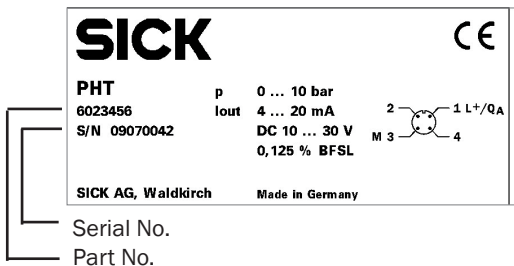 SICK CE
PHT p 0 ... 10 bar
6023456 Iout 4 ... 20 mA 2 1 L+/QA
S/N 09070042 DC 10 ... 30 V M 3 4
0,125 % BFSL
SICK AG, Waldkirch Made in Germany
Serial No.
Part No.